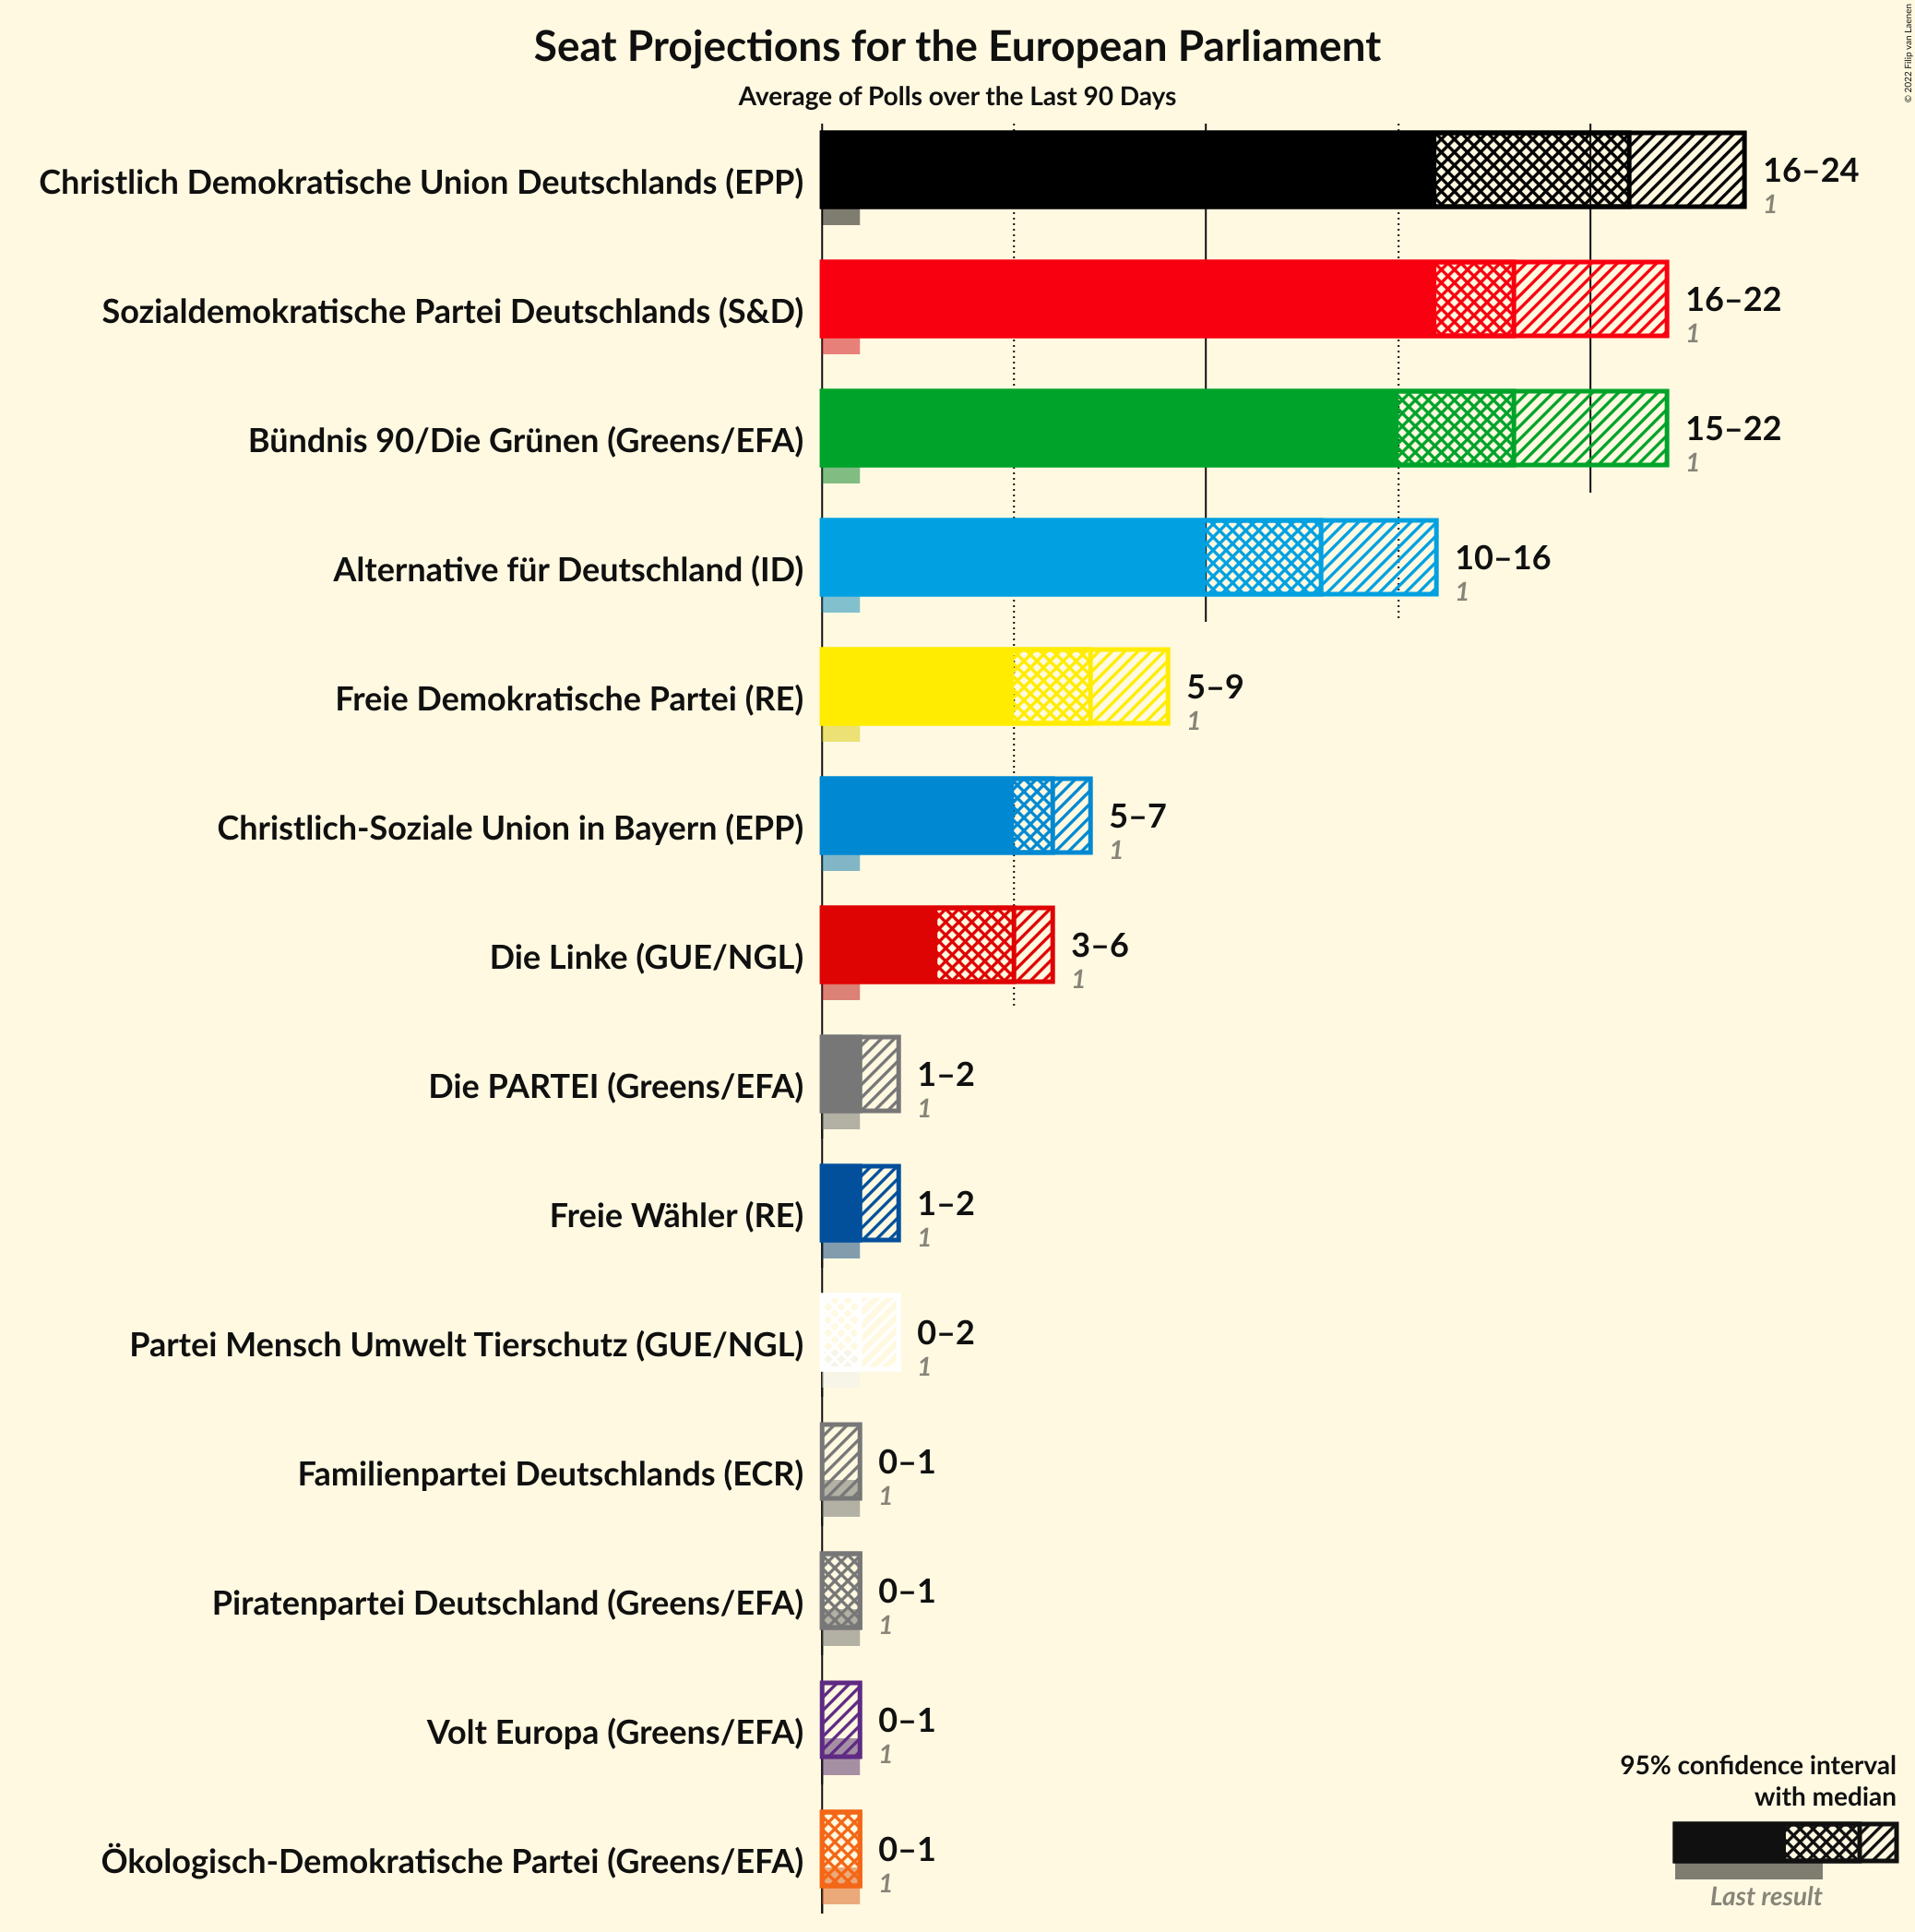 Seat Projections for the European Parliament
Average of Polls over the Last 90 Days
© 2022 Filip van Laenen
Christlich Demokratische Union Deutschlands (EPP)
16–24
1
Sozialdemokratische Partei Deutschlands (S&D)
16–22
1
Bündnis 90/Die Grünen (Greens/EFA)
15–22
1
Alternative für Deutschland (ID)
10–16
1
Freie Demokratische Partei (RE)
5–9
1
Christlich-Soziale Union in Bayern (EPP)
5–7
1
Die Linke (GUE/NGL)
3–6
1
Die PARTEI (Greens/EFA)
1–2
1
Freie Wähler (RE)
1–2
1
Partei Mensch Umwelt Tierschutz (GUE/NGL)
0–2
1
Familienpartei Deutschlands (ECR)
0–1
1
Piratenpartei Deutschland (Greens/EFA)
0–1
1
Volt Europa (Greens/EFA)
0–1
1
Ökologisch-Demokratische Partei (Greens/EFA)
0–1
1
95% confidence interval
with median
Last result